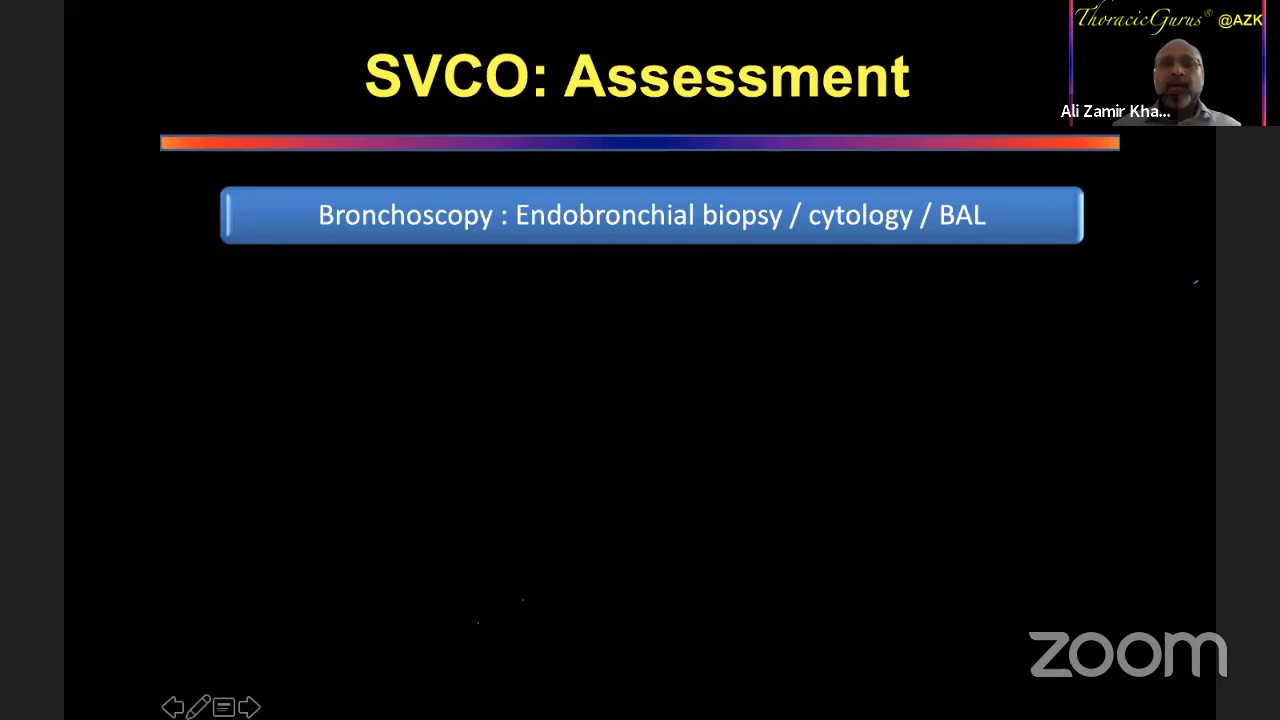 ThoracicGurus® @AZK
SVCO: Assessment
Ali Zamir Kha...
Bronchoscopy : Endobronchial biopsy / cytology / BAL
zoom